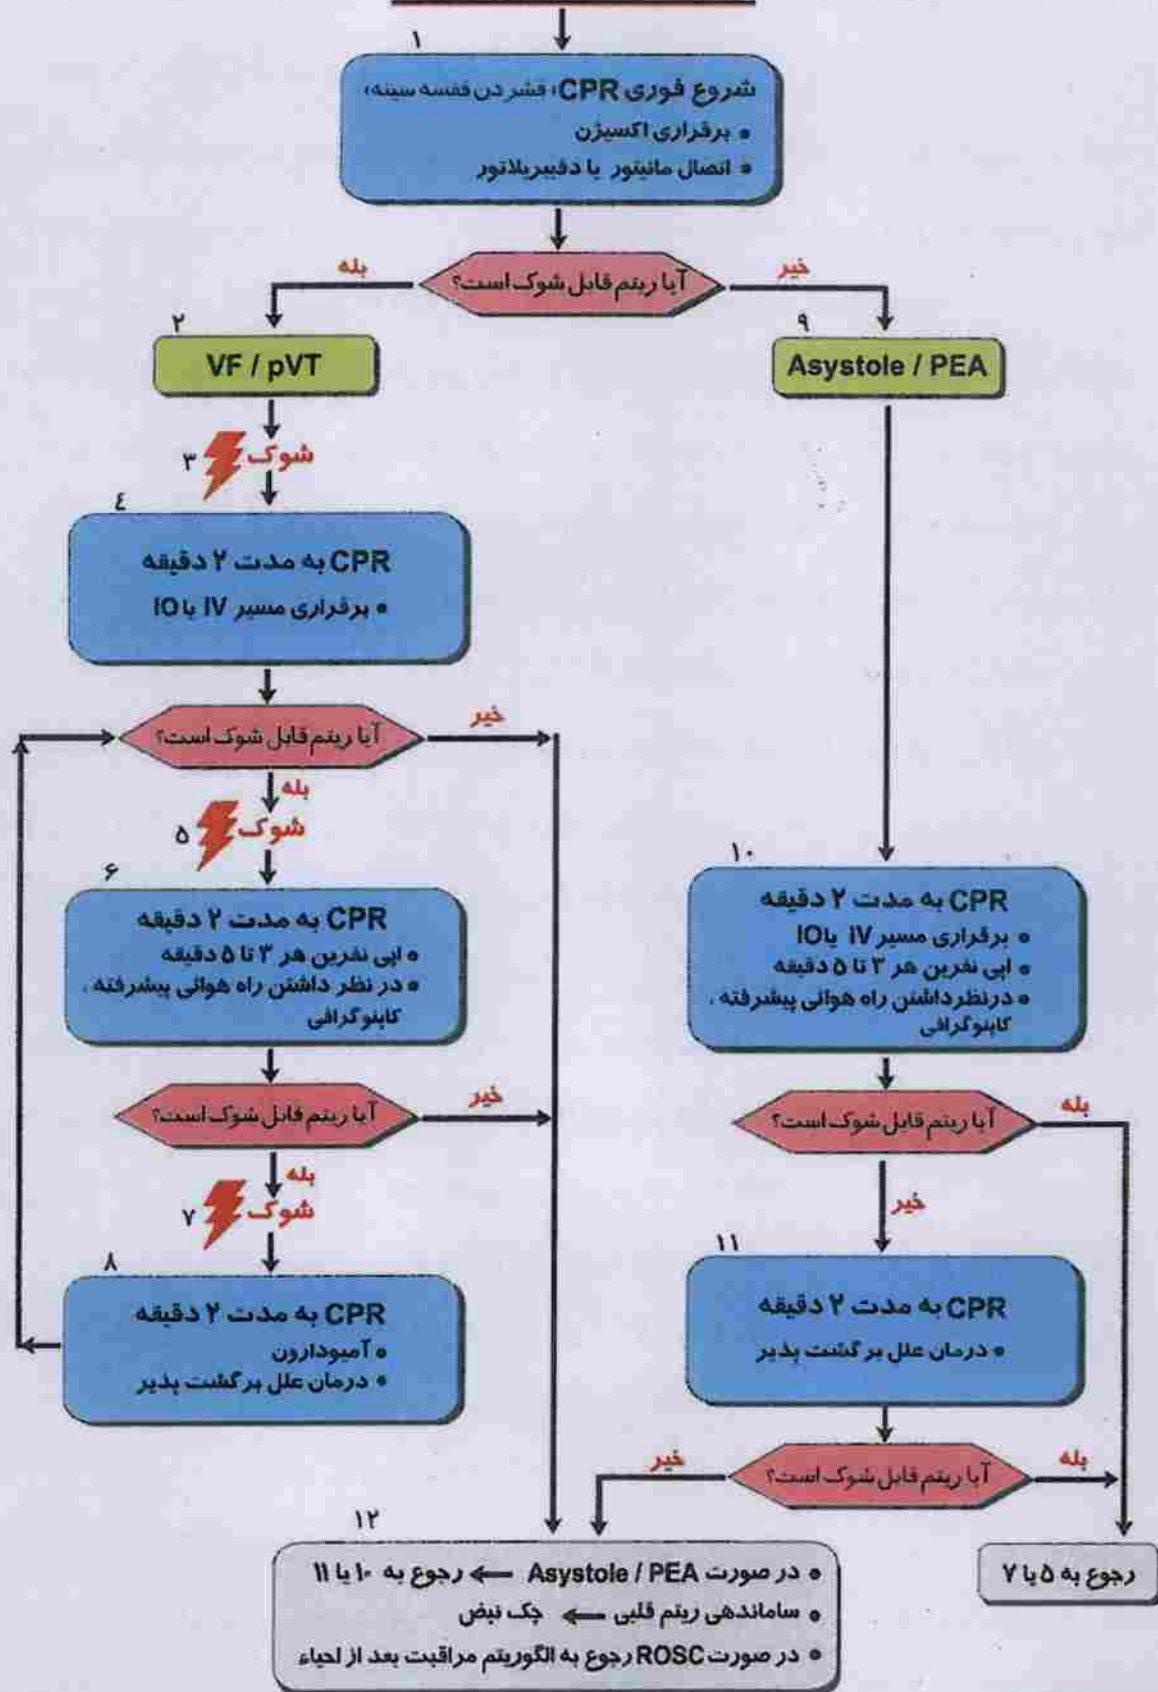 ۱
شروع فوری CPR؛ فشردن قفسه سینه؛
• برقراری اکسیژن
• اتصال مانیتور یا دفیبریلاتور
آیا ریتم قابل شوک است؟
بله
خیر
۲
VF / pVT
۳
شوک
٤
CPR به مدت ۲ دقیقه
• برقراری مسیر IV یا IO
آیا ریتم قابل شوک است؟
خیر
بله
۵
شوک
۶
CPR به مدت ۲ دقیقه
• اپی نفرین هر ۳ تا ۵ دقیقه
• در نظر داشتن راه هوائی پیشرفته ،
کاپنوگرافی
آیا ریتم قابل شوک است؟
خیر
بله
۷
شوک
۸
CPR به مدت ۲ دقیقه
• آمیودارون
• درمان علل برگشت پذیر
۹
Asystole / PEA
۱۰
CPR به مدت ۲ دقیقه
• برقراری مسیر IV یا IO
• اپی نفرین هر ۳ تا ۵ دقیقه
• درنظرداشتن راه هوائی پیشرفته ،
کاپنوگرافی
آیا ریتم قابل شوک است؟
بله
خیر
۱۱
CPR به مدت ۲ دقیقه
• درمان علل برگشت پذیر
آیا ریتم قابل شوک است؟
خیر
بله
۱۲
• در صورت Asystole / PEA ← رجوع به ۱۰ یا ۱۱
• ساماندهی ریتم قلبی ← چک نبض
• در صورت ROSC رجوع به الگوریتم مراقبت بعد از احیاء
رجوع به ۵ یا ۷